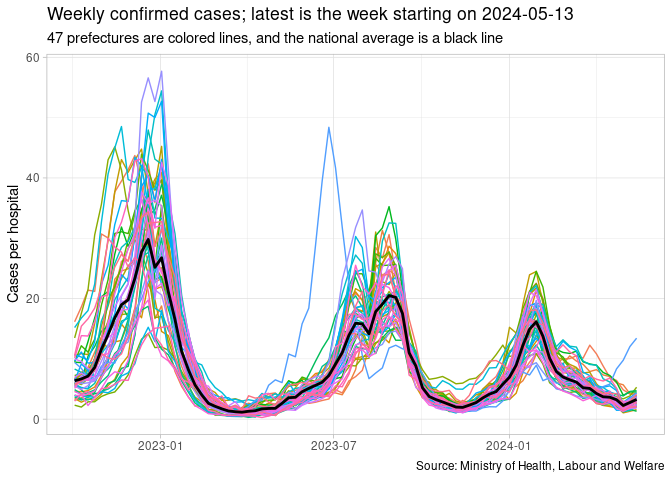 Weekly confirmed cases; latest is the week starting on 2024-05-13
47 prefectures are colored lines, and the national average is a black line
60
40
20
0
Cases per hospital
2023-01
2023-07
2024-01
Source: Ministry of Health, Labour and Welfare